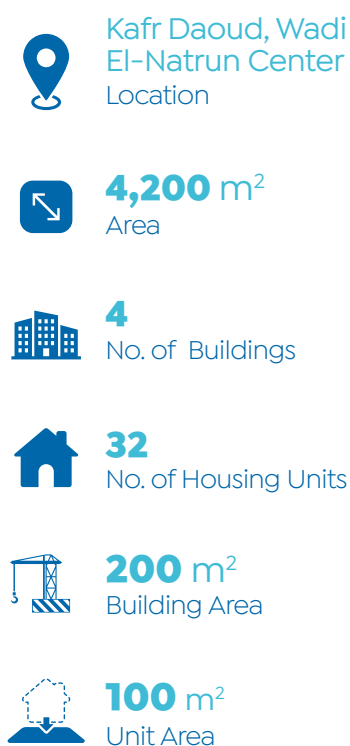 Kafr Daoud, Wadi
El-Natrun Center
Location
4,200 m²
Area
4
No. of Buildings
32
No. of Housing Units
200 m²
Building Area
100 m²
Unit Area